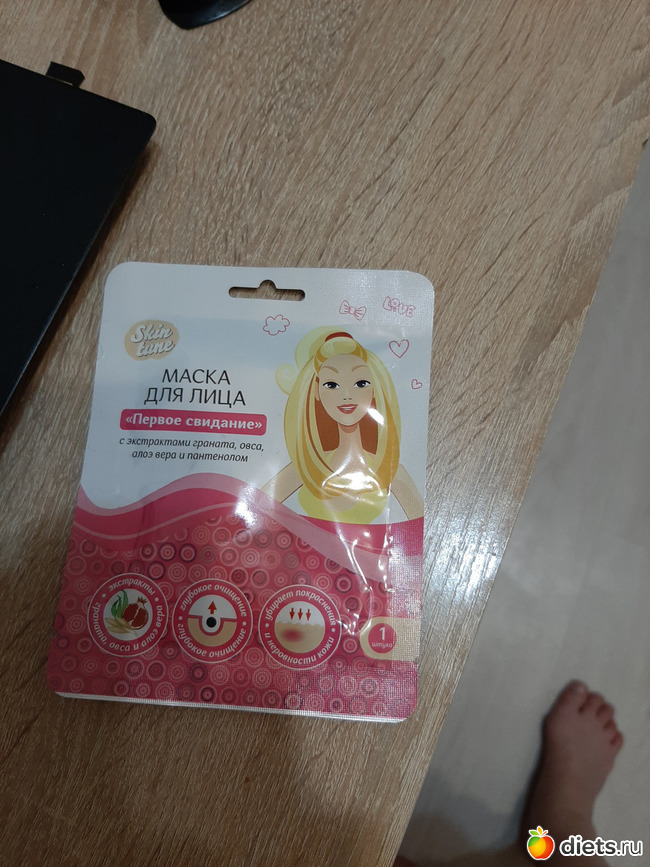 LOVE
Skin
tune
МАСКА
ДЛЯ ЛИЦА
«Первое свидание»
с экстрактами граната, овса,
алоэ вера и пантенолом
экстракты
граната, овса и алоэ вера
глубокое очищение
глубокое очищение
убирает покраснения
и неровности кожи
1
штука
diets.ru